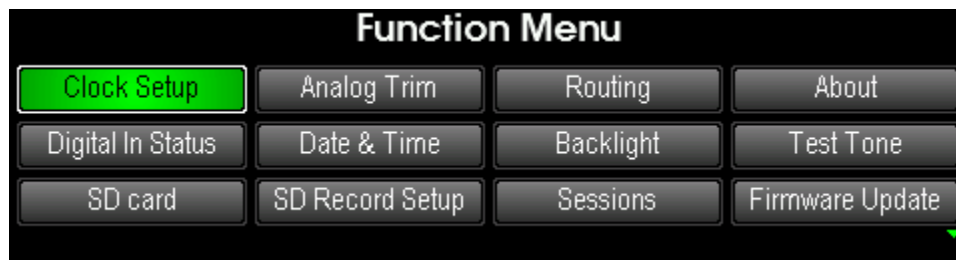 Function Menu
Clock Setup Analog Trim Routing About
Digital In Status Date & Time Backlight Test Tone
SD card SD Record Setup Sessions Firmware Update